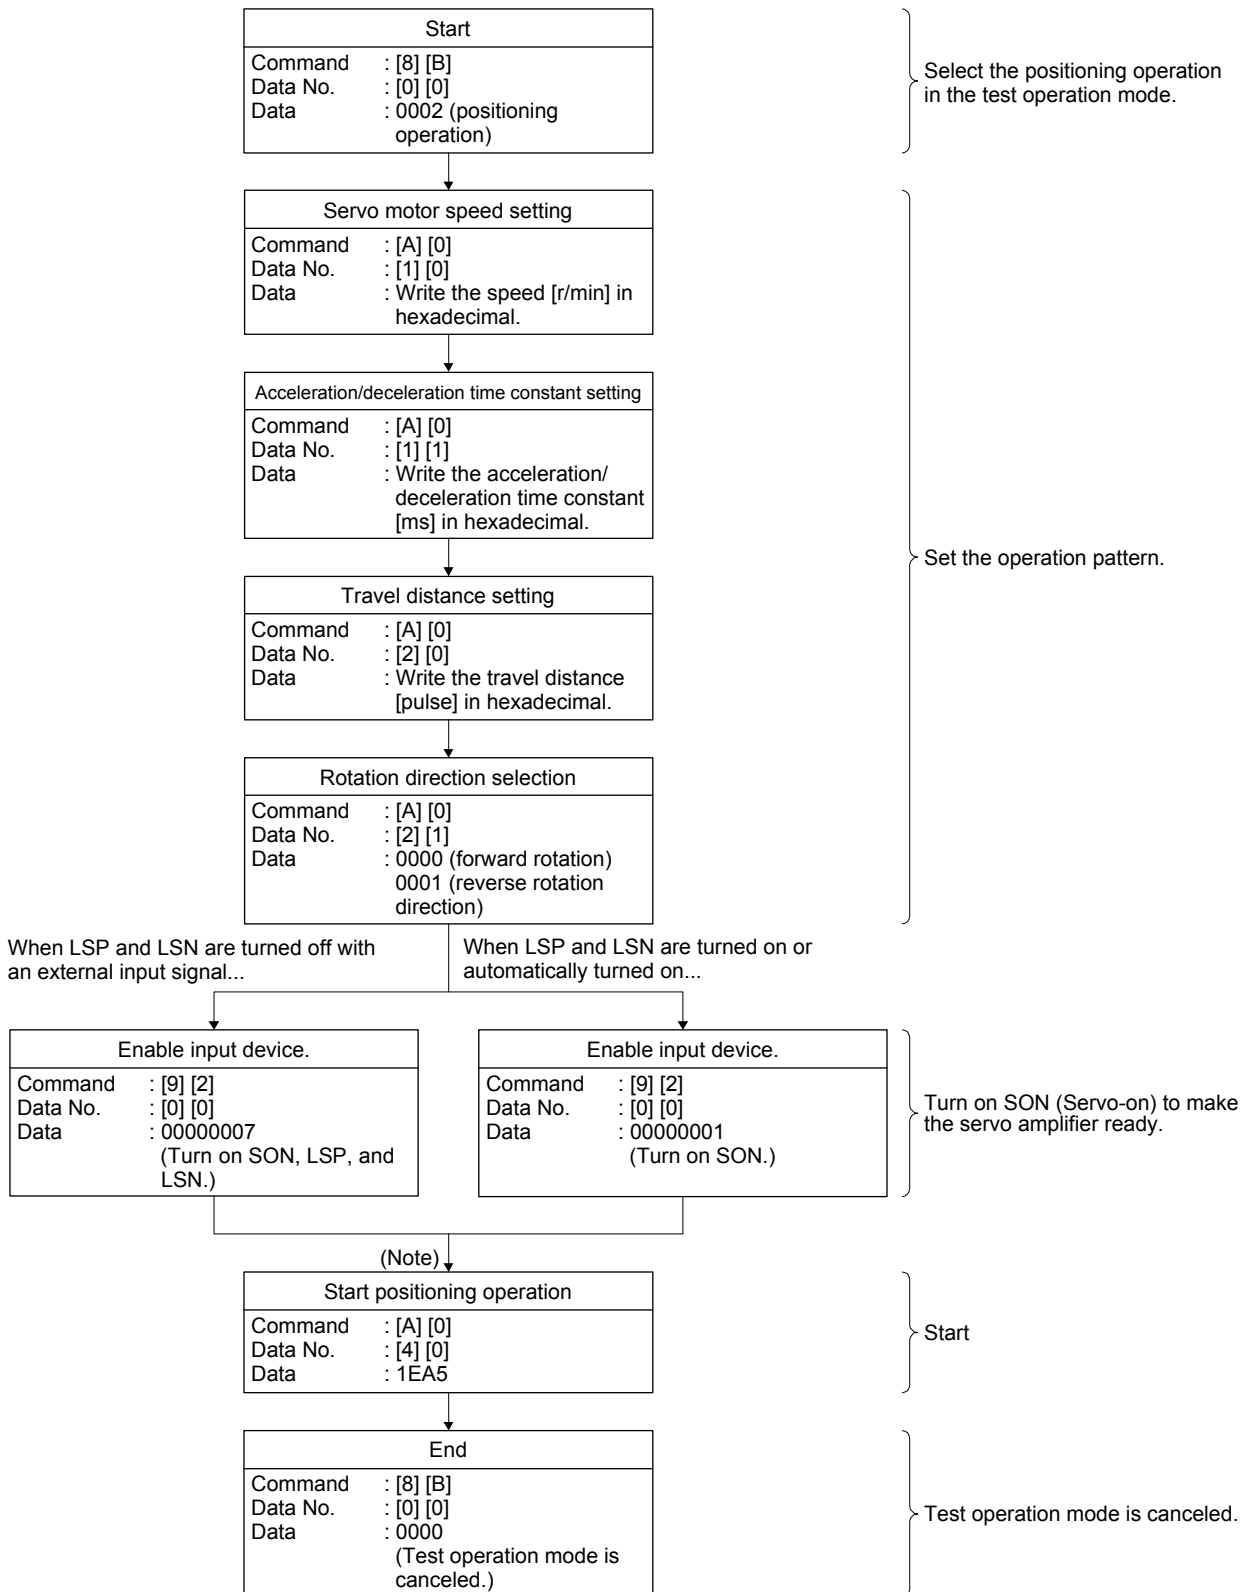 Start
Command : [8] [B]
Data No. : [0] [0]
Data : 0002 (positioning
operation)
Select the positioning operation
in the test operation mode.
Servo motor speed setting
Command : [A] [0]
Data No. : [1] [0]
Data : Write the speed [r/min] in
hexadecimal.
Acceleration/deceleration time constant setting
Command : [A] [0]
Data No. : [1] [1]
Data : Write the acceleration/
deceleration time constant
[ms] in hexadecimal.
Set the operation pattern.
Travel distance setting
Command : [A] [0]
Data No. : [2] [0]
Data : Write the travel distance
[pulse] in hexadecimal.
Rotation direction selection
Command : [A] [0]
Data No. : [2] [1]
Data : 0000 (forward rotation)
0001 (reverse rotation
direction)
When LSP and LSN are turned off with
an external input signal...
When LSP and LSN are turned on or
automatically turned on...
Enable input device.
Command : [9] [2]
Data No. : [0] [0]
Data : 00000007
(Turn on SON, LSP, and
LSN.)
Enable input device.
Command : [9] [2]
Data No. : [0] [0]
Data : 00000001
(Turn on SON.)
Turn on SON (Servo-on) to make
the servo amplifier ready.
(Note)
Start positioning operation
Command : [A] [0]
Data No. : [4] [0]
Data : 1EA5
Start
End
Command : [8] [B]
Data No. : [0] [0]
Data : 0000
(Test operation mode is
canceled.)
Test operation mode is canceled.